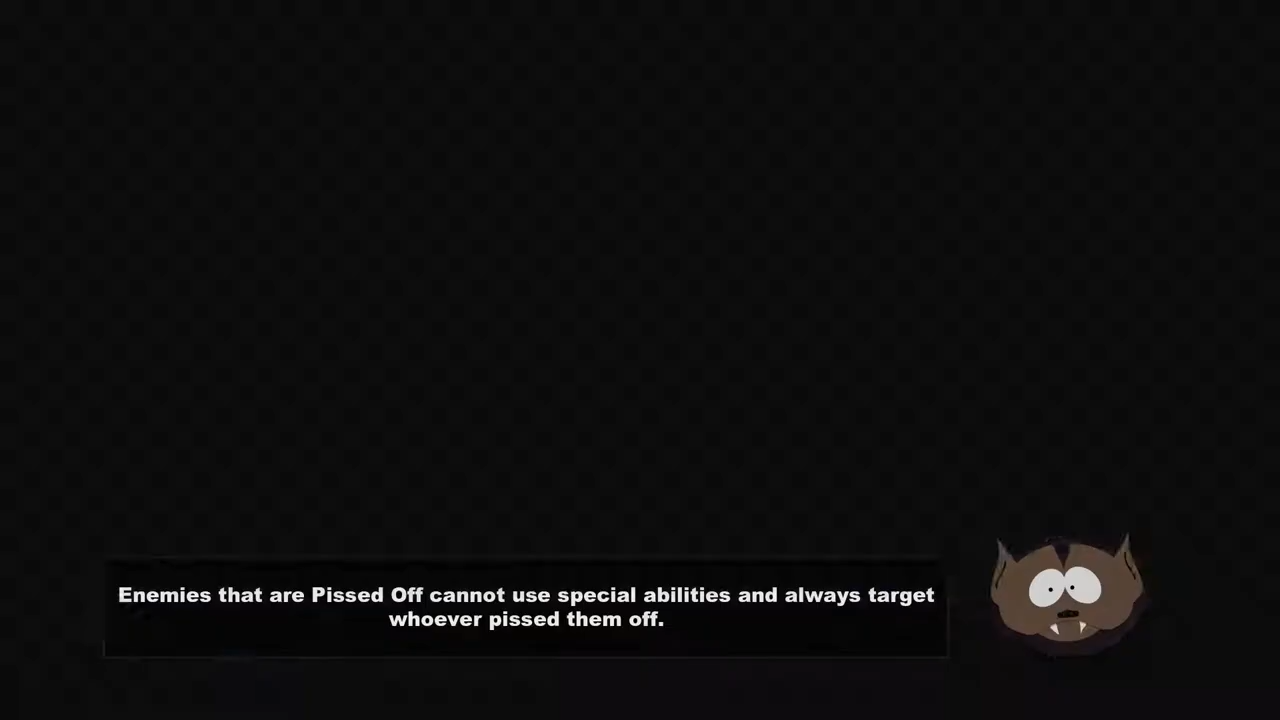 Enemies that are Pissed Off cannot use special abilities and always target
whoever pissed them off.